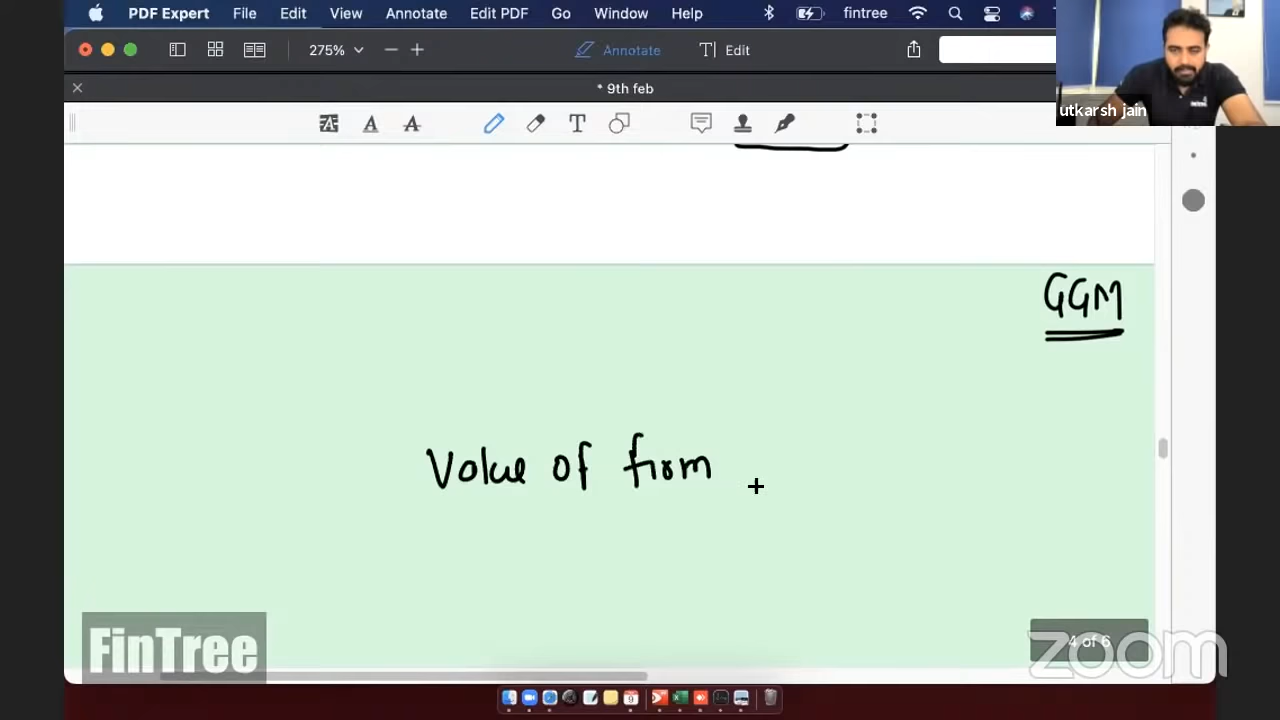 PDF Expert File Edit View Annotate Edit PDF Go Window Help fintree
275% Annotate T| Edit
* 9th feb
utkarsh jain
GGM
Value of firom
FinTree
4 of 6
zoom